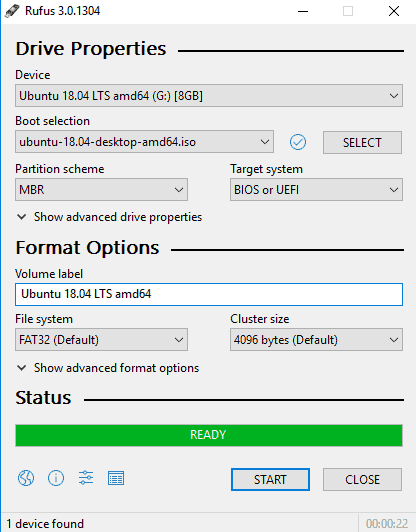 Rufus 3.0.1304
Drive Properties
Device
Ubuntu 18.04 LTS amd64 (G:) [8GB]
Boot selection
ubuntu-18.04-desktop-amd64.iso
SELECT
Partition scheme
Target system
MBR
BIOS or UEFI
Show advanced drive properties
Format Options
Volume label
Ubuntu 18.04 LTS amd64
File system
Cluster size
FAT32 (Default)
4096 bytes (Default)
Show advanced format options
Status
READY
START
CLOSE
1 device found
00:00:22